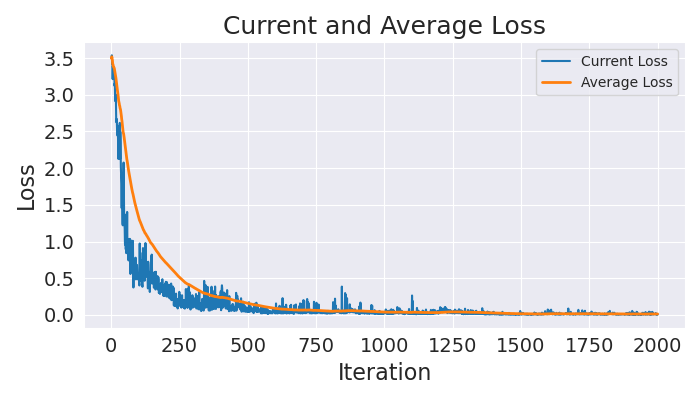 Current and Average Loss
Current Loss
Average Loss
Loss
3.5
3.0
2.5
2.0
1.5
1.0
0.5
0.0
0 250 500 750 1000 1250 1500 1750 2000
Iteration